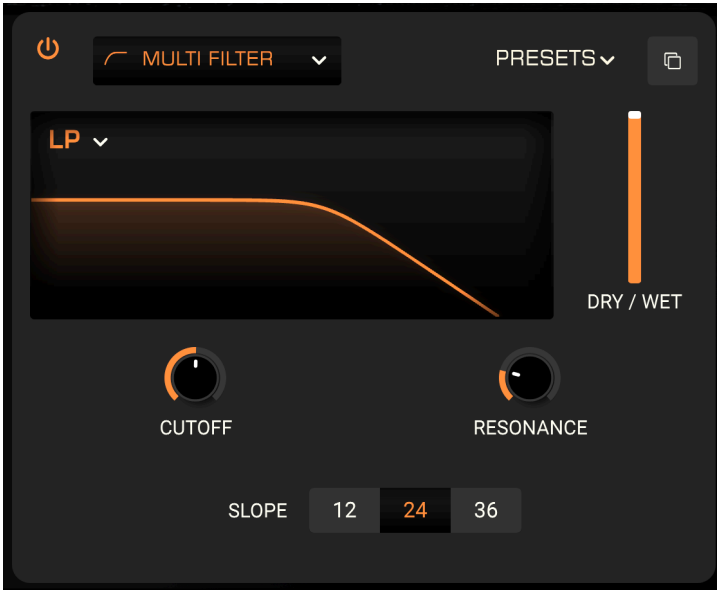 MULTI FILTER
PRESETS
LP
DRY / WET
CUTOFF
RESONANCE
SLOPE 12 24 36